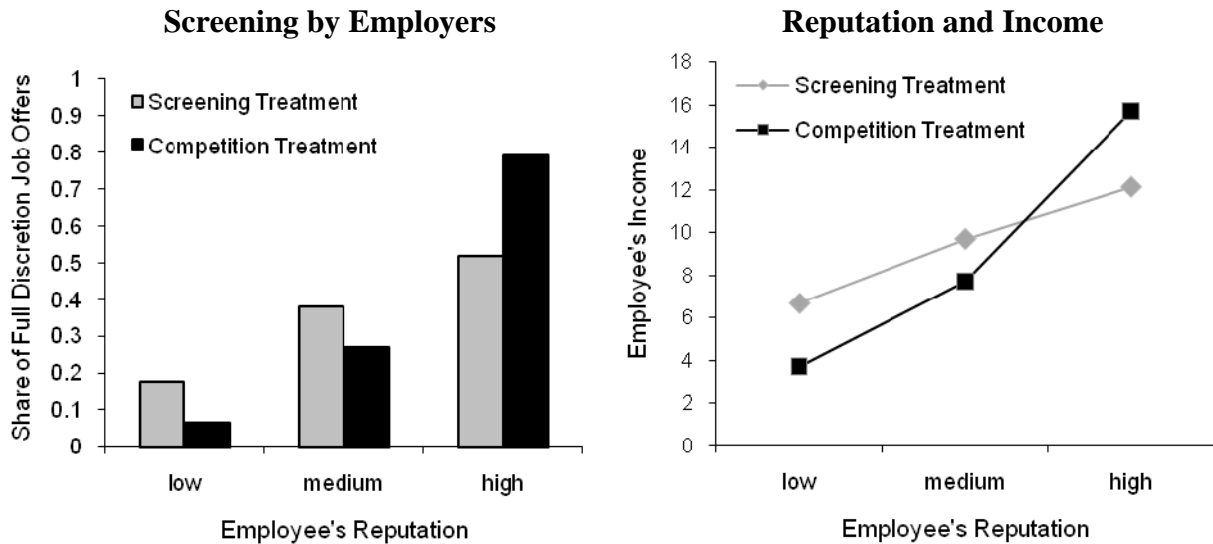 Screening by Employers
Share of Full Discretion Job Offers
1
0.9
0.8
0.7
0.6
0.5
0.4
0.3
0.2
0.1
0
Screening Treatment
Competition Treatment
low medium high
Employee's Reputation
Reputation and Income
Employee's Income
18
16
14
12
10
8
6
4
2
0
Screening Treatment
Competition Treatment
low medium high
Employee's Reputation